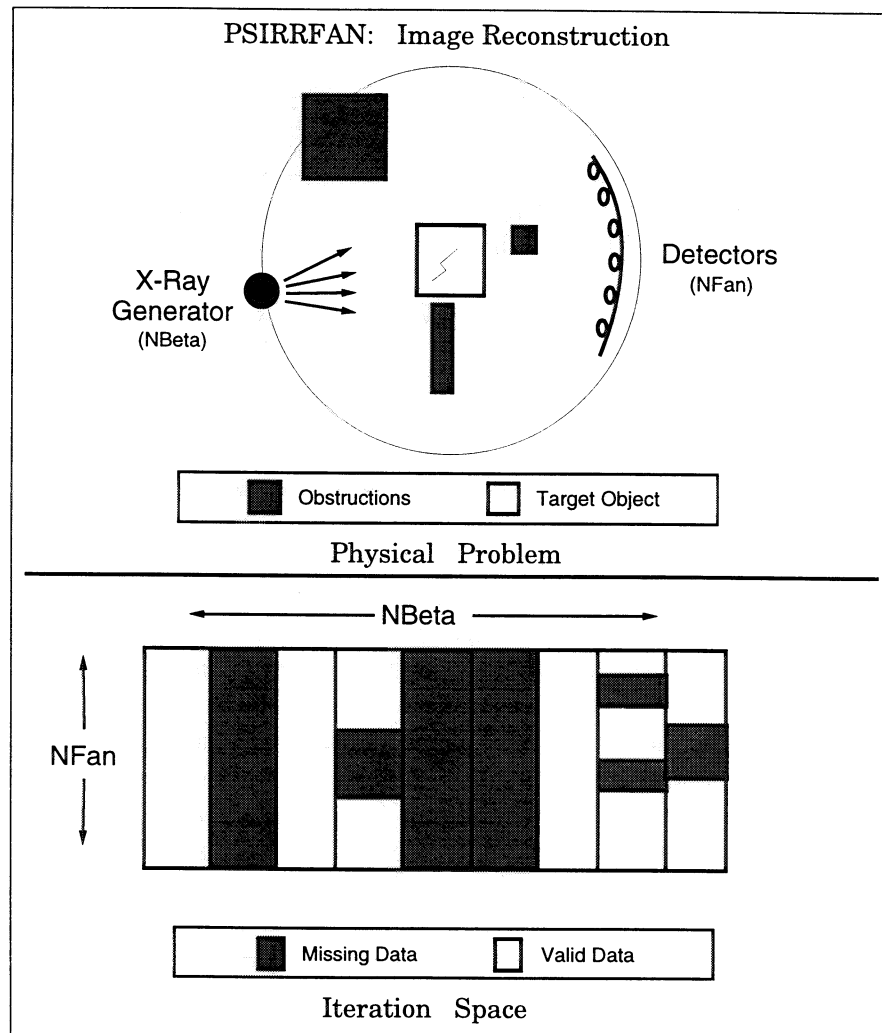 PSIRRFAN: Image Reconstruction
X-Ray
Generator
(NBeta)
Detectors
(NFan)
Obstructions
Target Object
Physical Problem
NBeta
NFan
Missing Data
Valid Data
Iteration Space